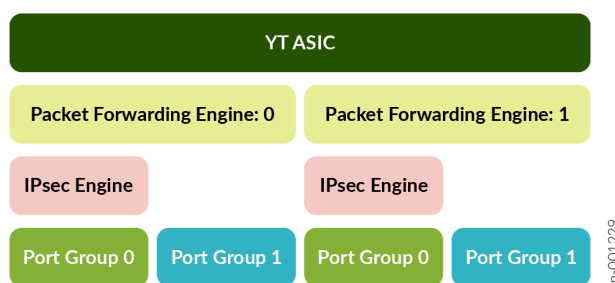 YT ASIC
Packet Forwarding Engine: 0
Packet Forwarding Engine: 1
IPsec Engine
IPsec Engine
Port Group 0
Port Group 1
Port Group 0
Port Group 1